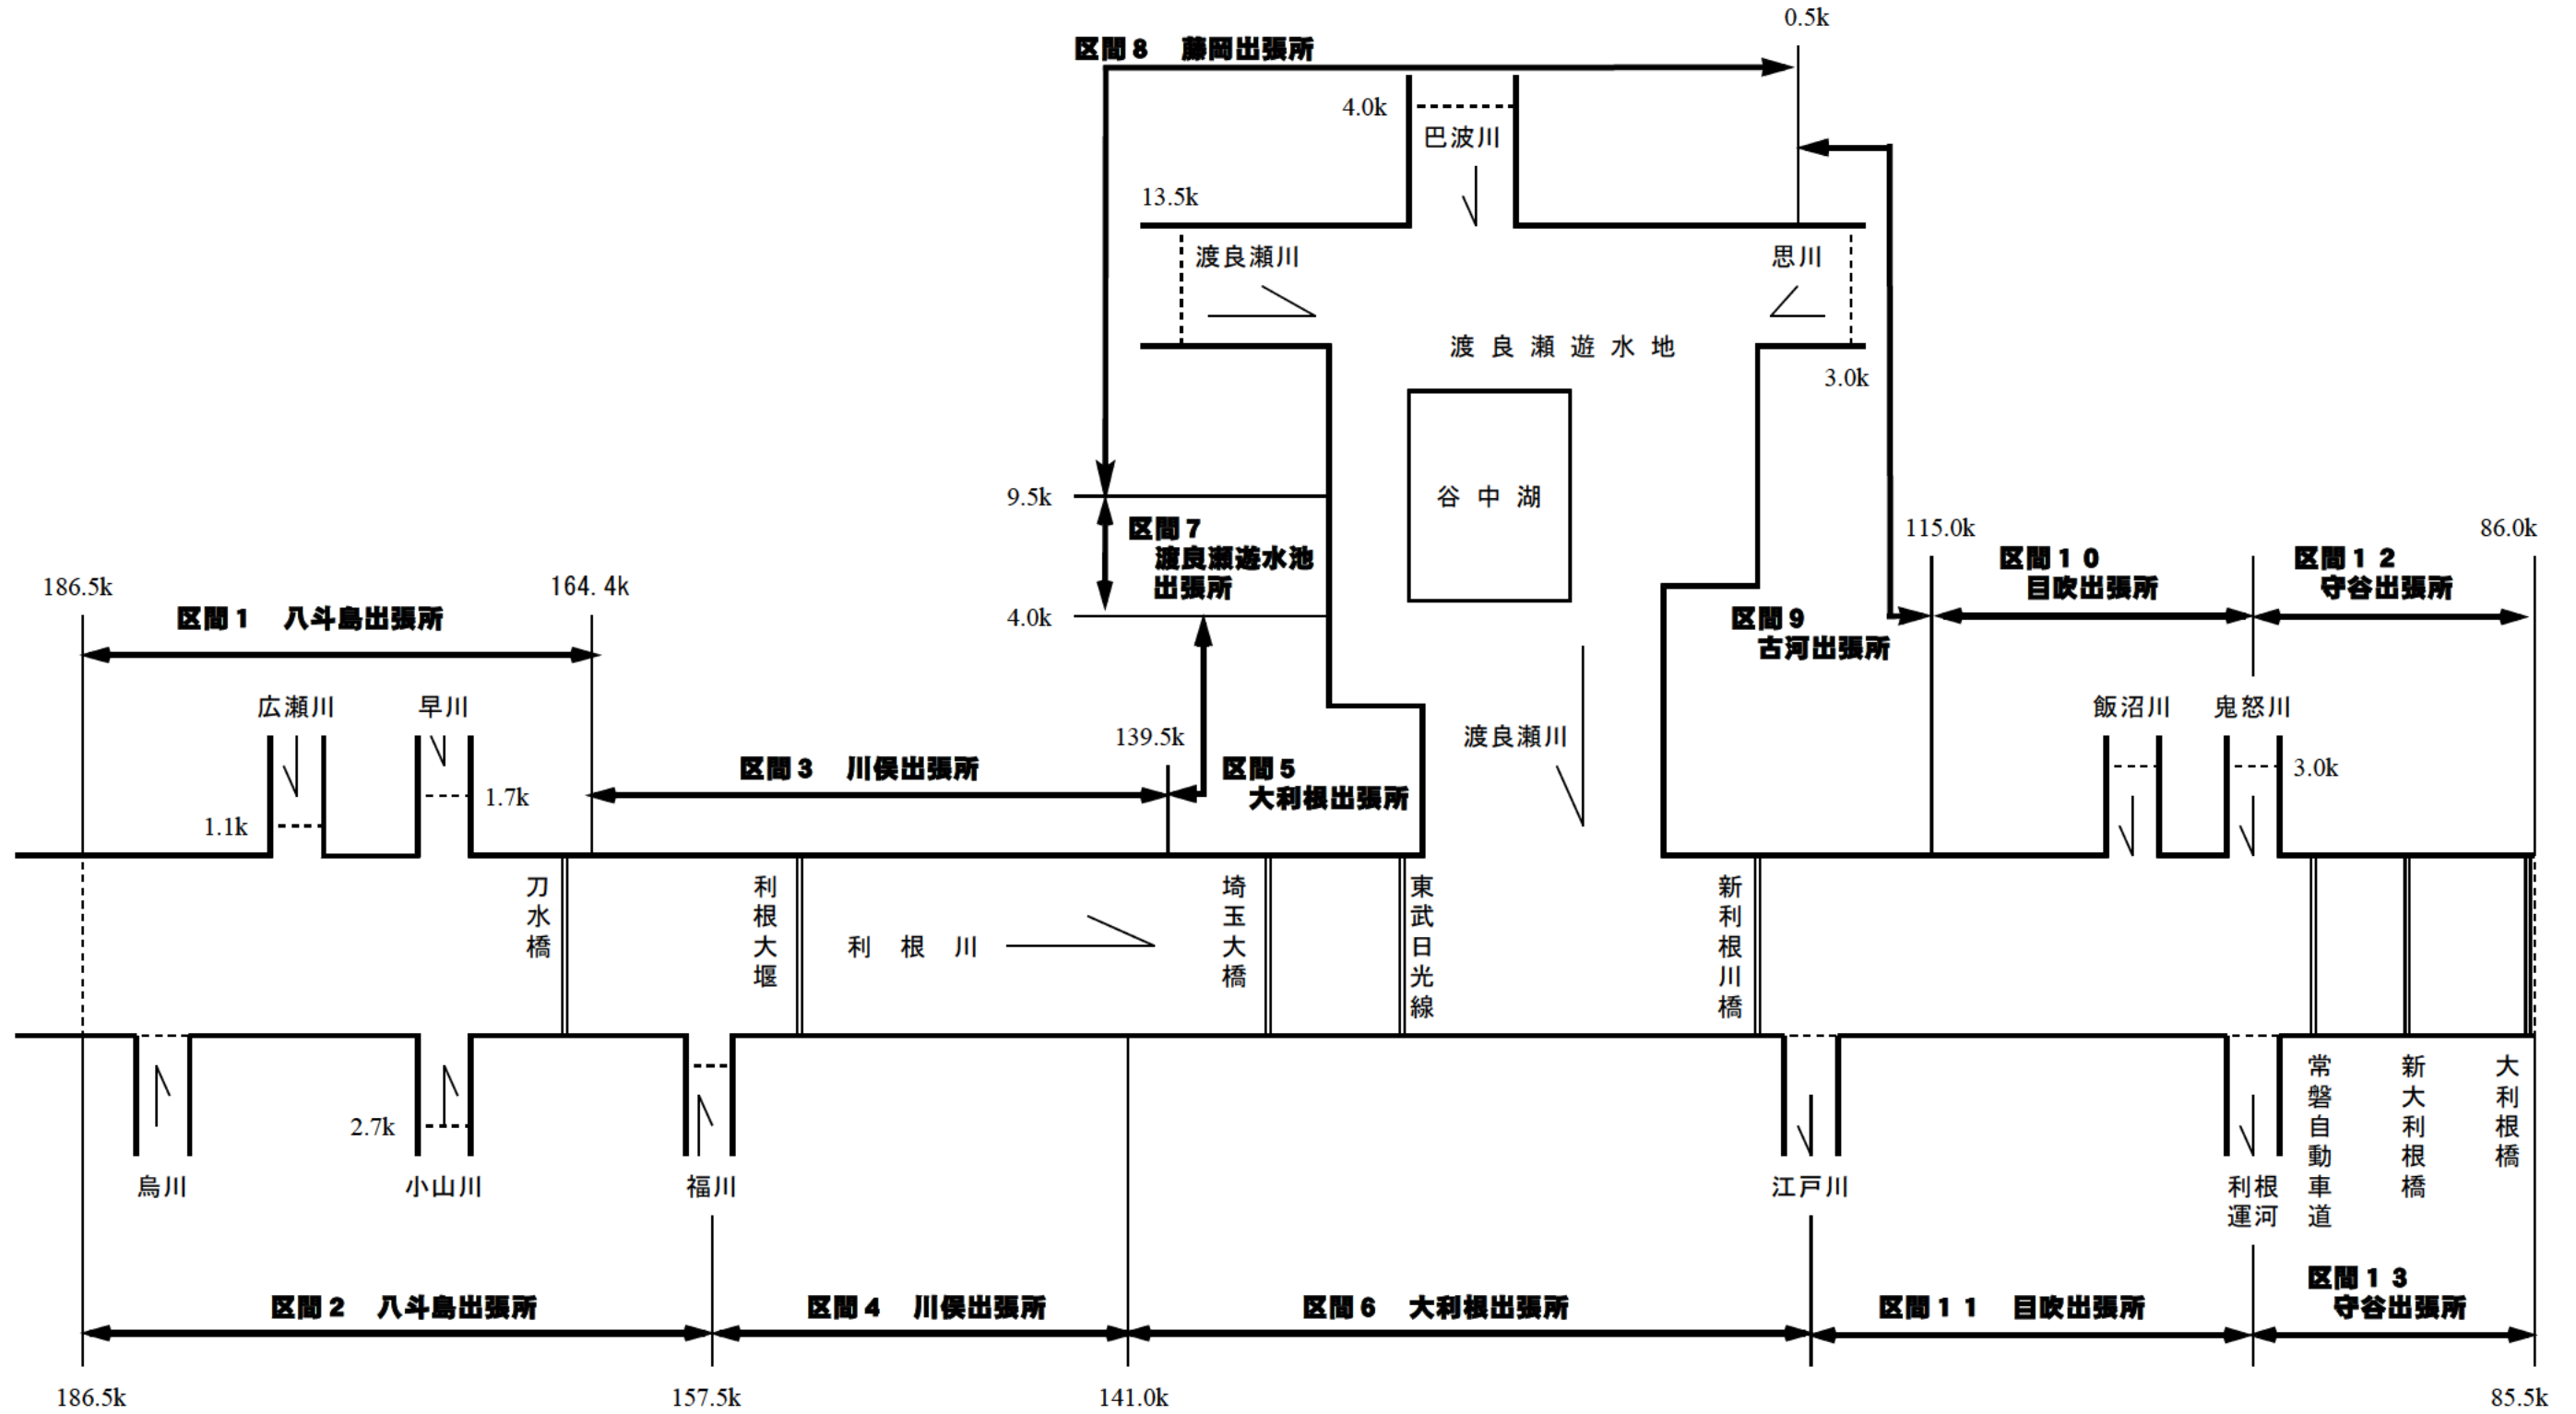 0.5k
区間８　藤岡出張所
4.0k
巴波川
13.5k
渡良瀬川
思川
渡良瀬遊水地
3.0k
谷中湖
9.5k
区間７
渡良瀬遊水池
出張所
4.0k
115.0k
86.0k
区間１０
目吹出張所
区間１２
守谷出張所
186.5k
164.4k
区間１　八斗島出張所
区間９
古河出張所
広瀬川
早川
飯沼川
鬼怒川
139.5k
渡良瀬川
区間３　川俣出張所
区間５
大利根出張所
3.0k
1.7k
1.1k
刀水橋
利根大堰
利根川
埼玉大橋
東武日光線
新利根川橋
常磐自動車道
新大利根橋
大利根橋
2.7k
烏川
小山川
福川
江戸川
利根
運河
区間２　八斗島出張所
区間４　川俣出張所
区間６　大利根出張所
区間１１　目吹出張所
区間１３
守谷出張所
186.5k
157.5k
141.0k
85.5k